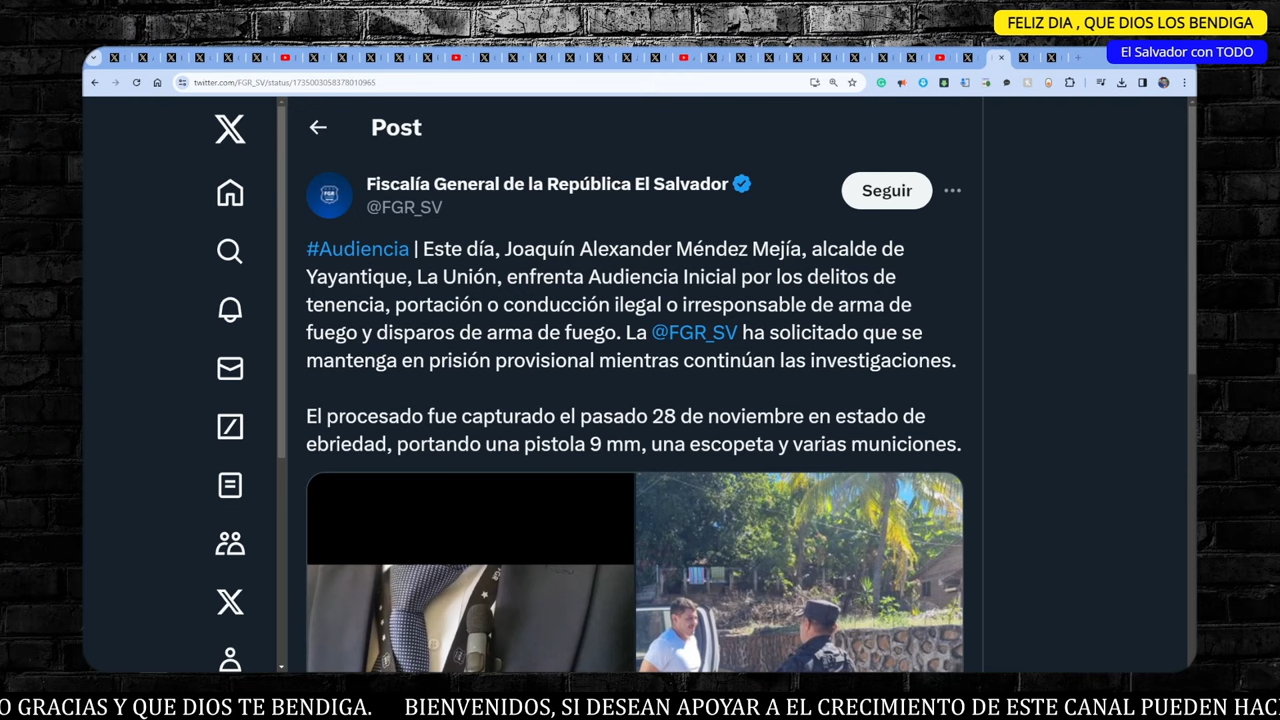 FELIZ DIA , QUE DIOS LOS BENDIGA
El Salvador con TODO
twitter.com/FGR_SV/status/1735003058378010965
Post
Fiscalía General de la República El Salvador
@FGR_SV
Seguir
#Audiencia | Este día, Joaquín Alexander Méndez Mejía, alcalde de
Yayantique, La Unión, enfrenta Audiencia Inicial por los delitos de
tenencia, portación o conducción ilegal o irresponsable de arma de
fuego y disparos de arma de fuego. La @FGR_SV ha solicitado que se
mantenga en prisión provisional mientras continúan las investigaciones.
El procesado fue capturado el pasado 28 de noviembre en estado de
ebriedad, portando una pistola 9 mm, una escopeta y varias municiones.
O GRACIAS Y QUE DIOS TE BENDIGA. BIENVENIDOS, SI DESEAN APOYAR A EL CRECIMIENTO DE ESTE CANAL PUEDEN HAC